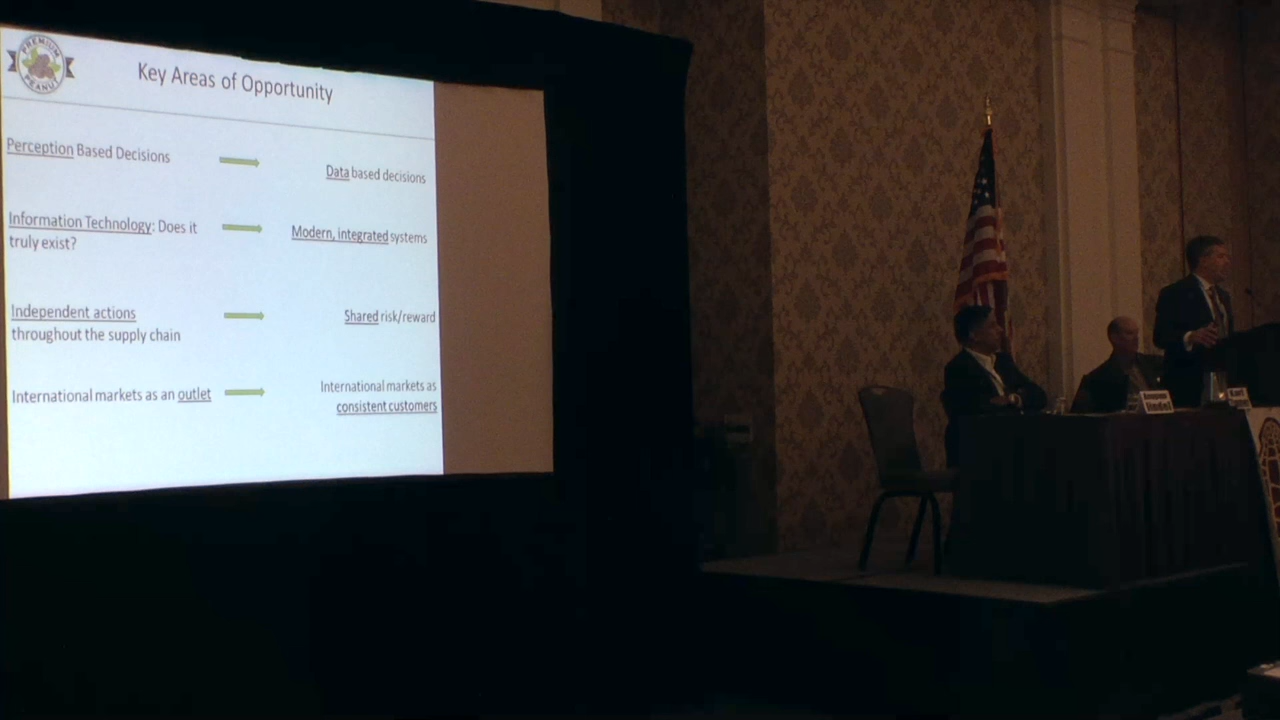 PREMIUM
PEANUT
Key Areas of Opportunity
Perception Based Decisions
Data based decisions
Information Technology: Does it
truly exist?
Modern, integrated systems
Independent actions
throughout the supply chain
Shared risk/reward
International markets as an outlet
International markets as
consistent customers
Tindal
Karl